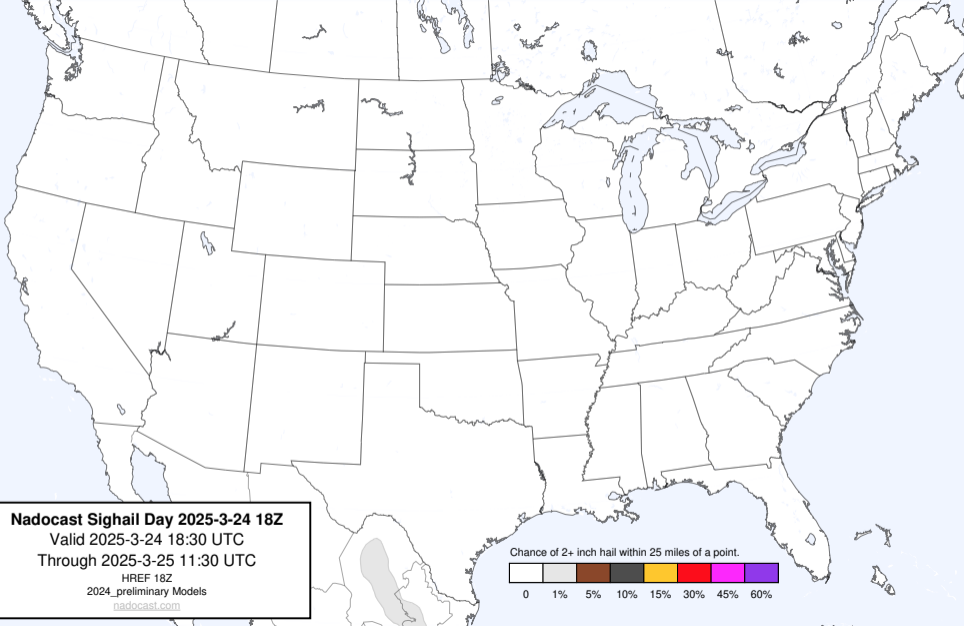 Nadocast Sighail Day 2025-3-24 18Z
Valid 2025-3-24 18:30 UTC
Through 2025-3-25 11:30 UTC
HREF 18Z
2024_preliminary Models
nadocast.com
Chance of 2+ inch hail within 25 miles of a point.
0 1% 5% 10% 15% 30% 45% 60%